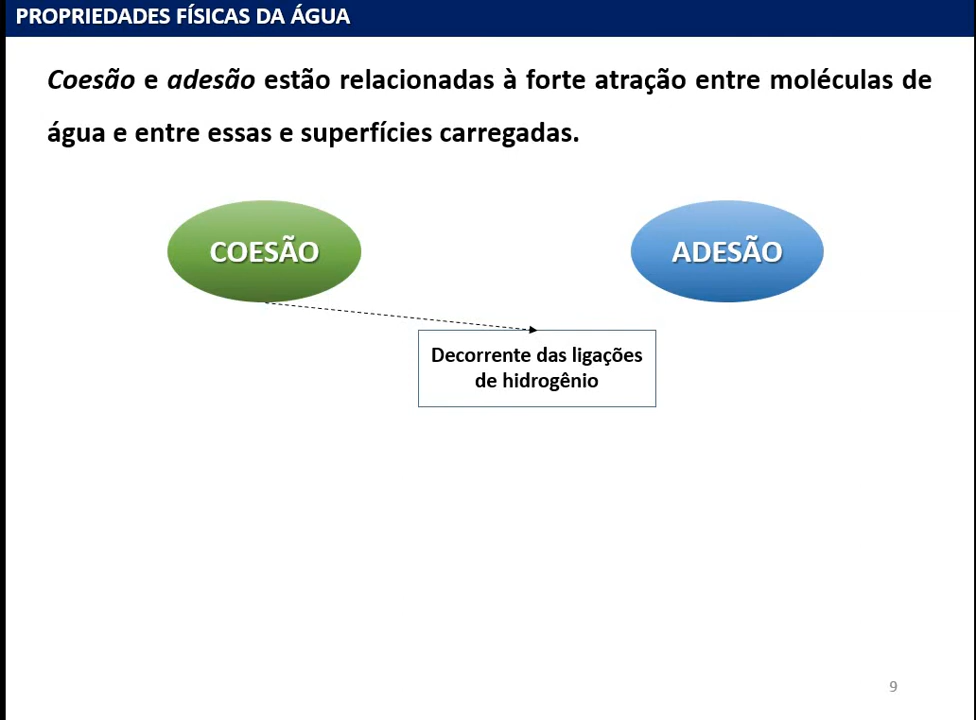 PROPRIEDADES FÍSICAS DA ÁGUA
Coesão e adesão estão relacionadas à forte atração entre moléculas de
água e entre essas e superfícies carregadas.
COESÃO
ADESÃO
Decorrente das ligações
de hidrogênio
9